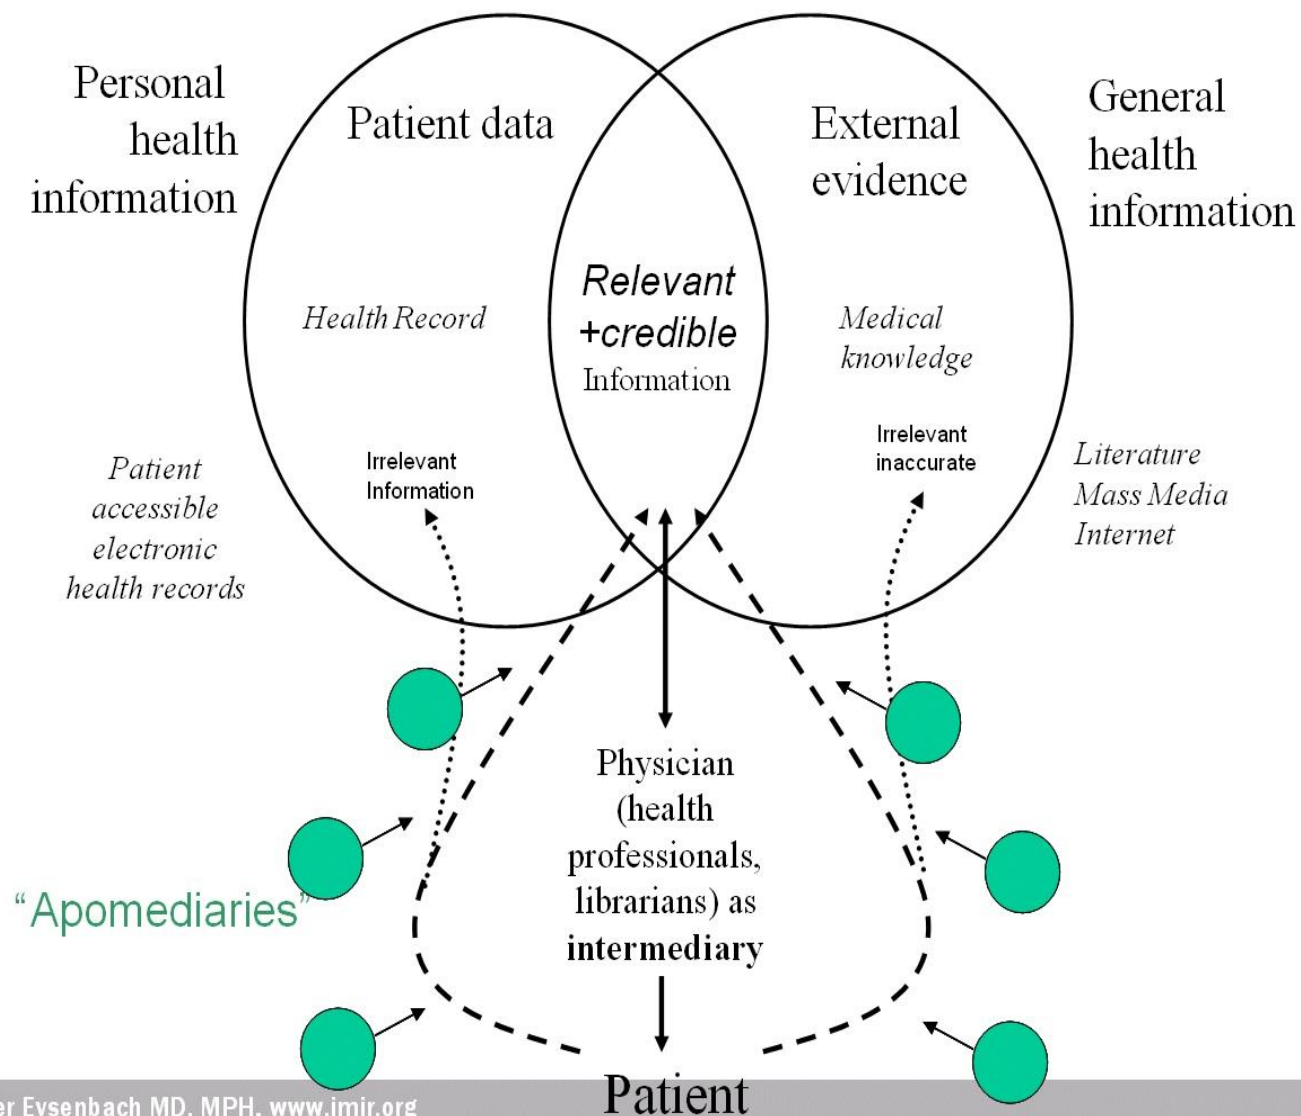 Personal
health
information
Patient data
External
evidence
General
health
information
Health Record
Relevant
+credible
Information
Medical
knowledge
Irrelevant
Information
Irrelevant
inaccurate
Patient
accessible
electronic
health records
Literature
Mass Media
Internet
Physician
(health
professionals,
librarians) as
intermediary
“Apomediaries”
Patient
er Eysenbach MD, MPH, www.jmir.org